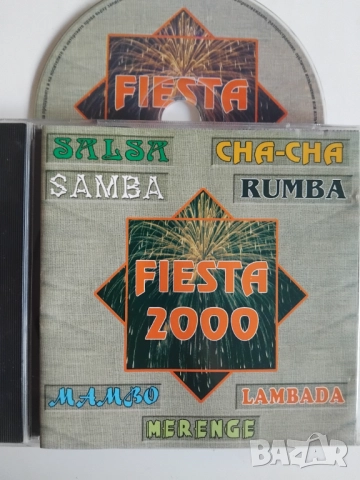 FIESTA
SALSA CHA-CHA
SAMBA RUMBA
FIESTA
2000
MAMBO LAMBADA
MERENGE
BAZAR